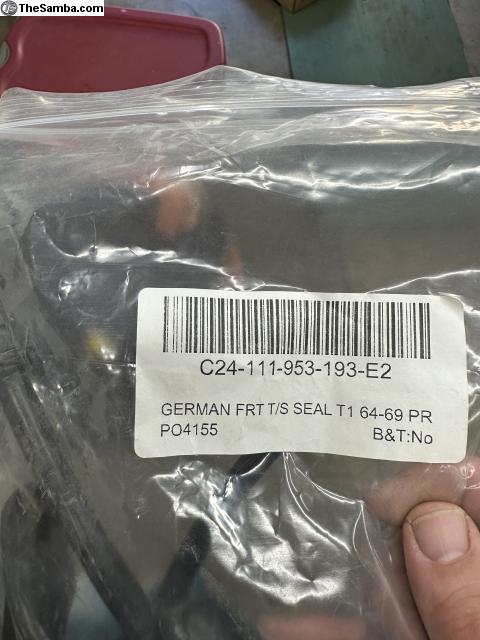 TheSamba.com
C24-111-953-193-E2
GERMAN FRT T/S SEAL T1 64-69 PR
PO4155 B&T:No